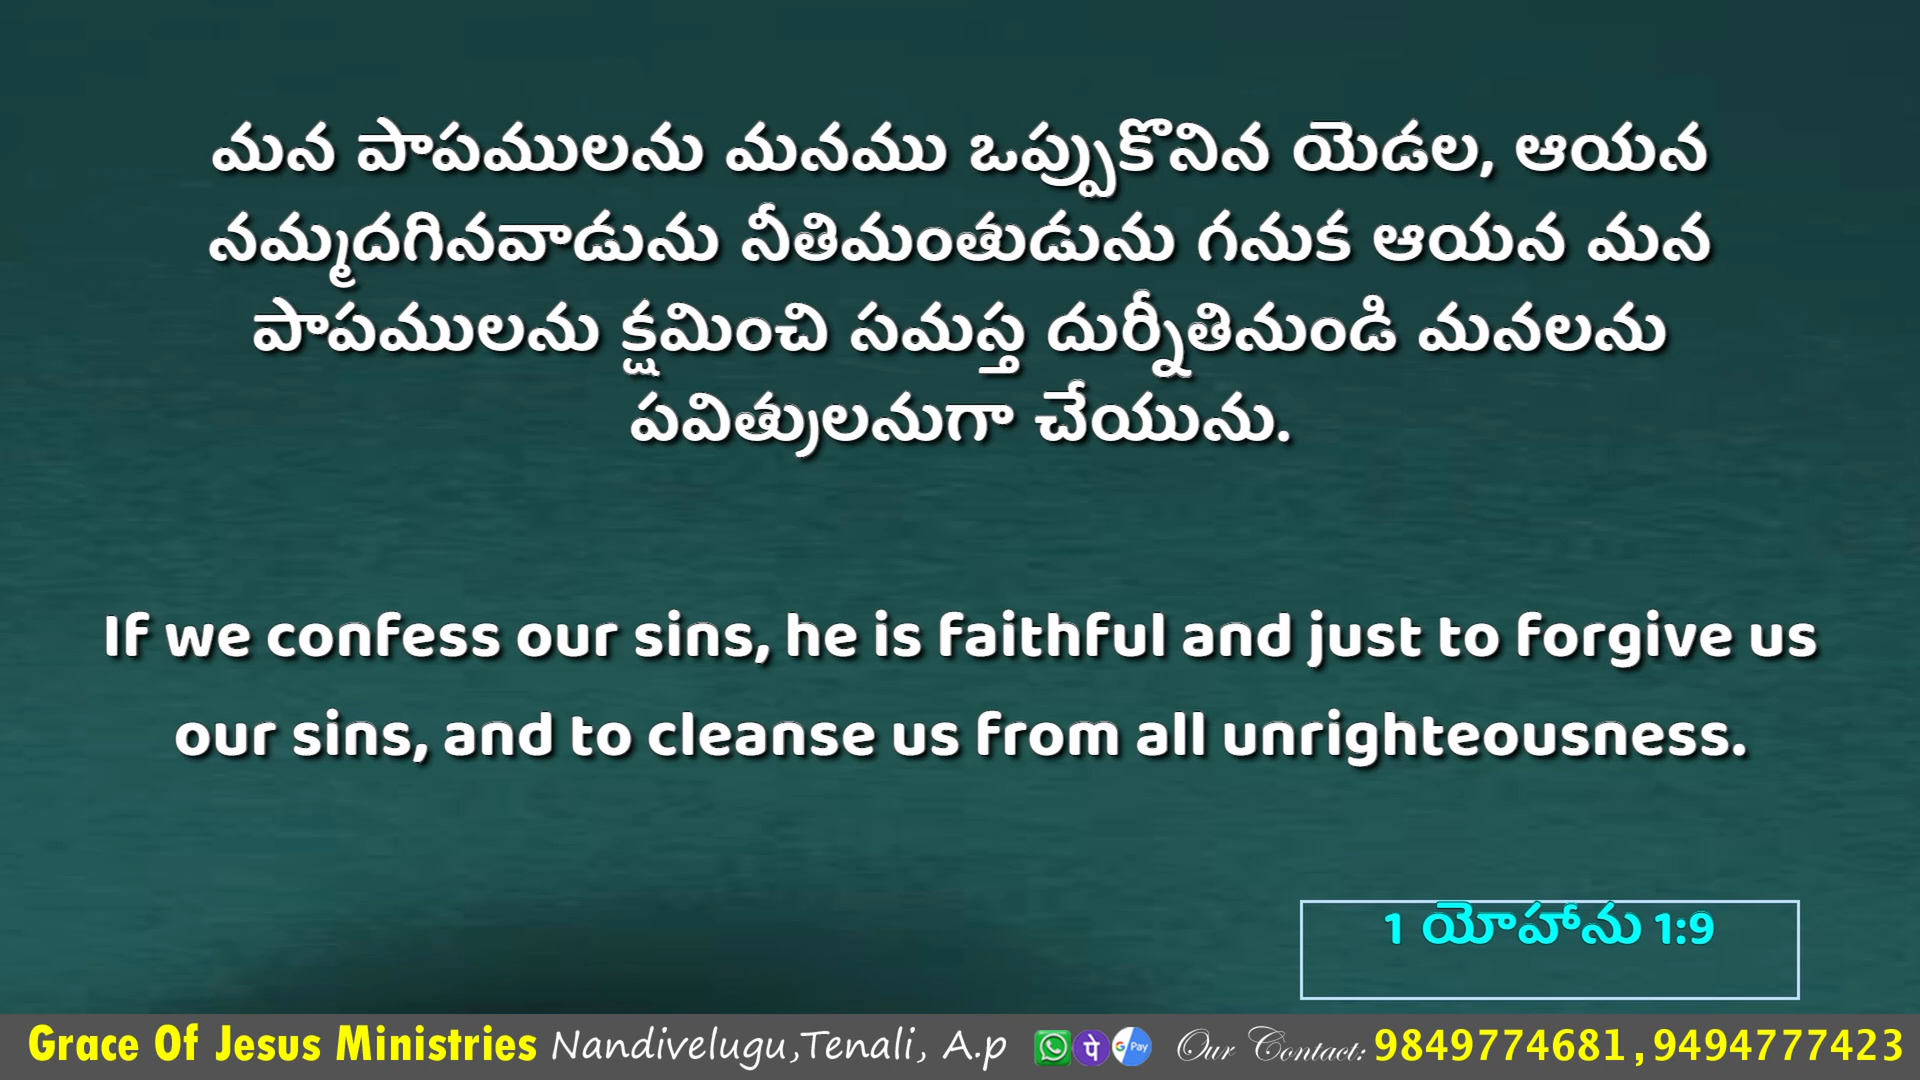 మన పాపములను మనము ఒప్పుకొనిన యెడల, ఆయన
నమ్మదగినవాడును నీతిమంతుడును గనుక ఆయన మన
పాపములను క్షమించి సమస్త దుర్నీతినుండి మనలను
పవిత్రులనుగా చేయును.
If we confess our sins, he is faithful and just to forgive us
our sins, and to cleanse us from all unrighteousness.
1 యోహాను 1:9
Grace Of Jesus Ministries Nandivelugu,Tenali, A.p पे G Pay Our Contact: 9849774681,9494777423